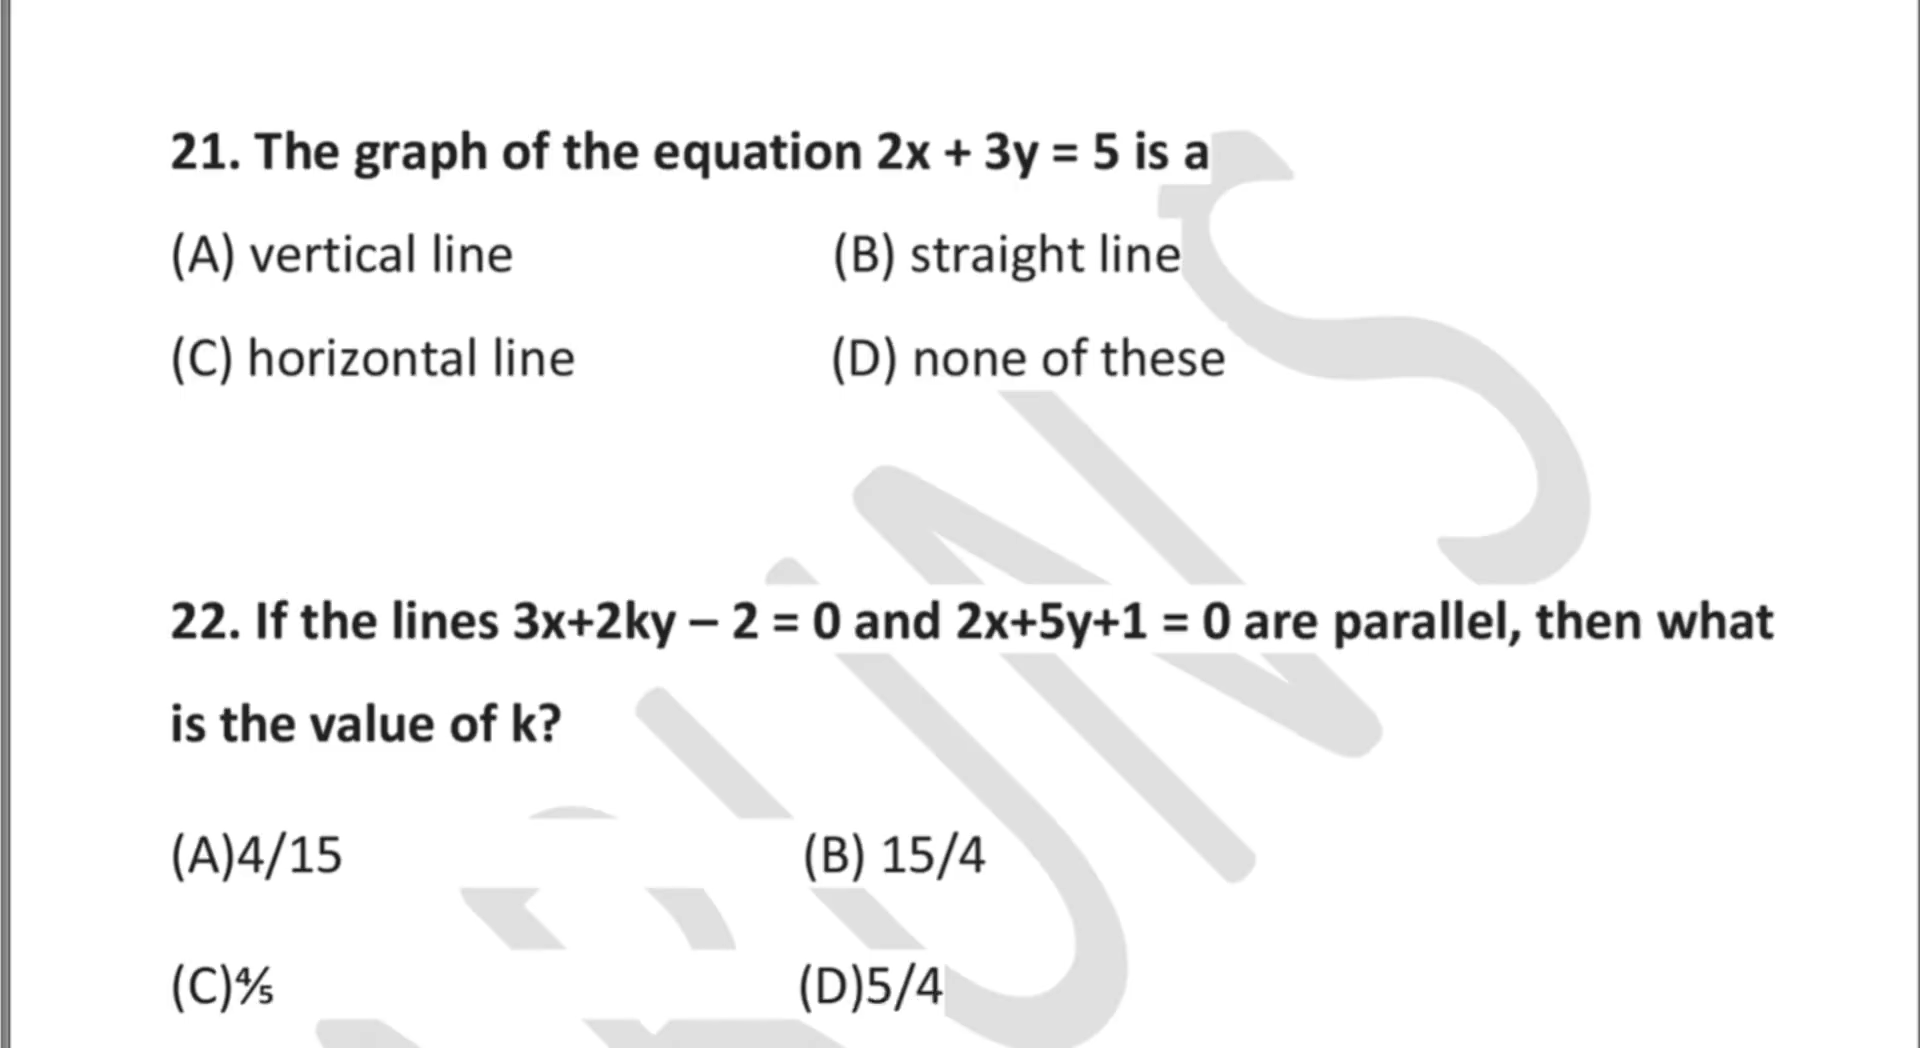 21. The graph of the equation 2x + 3y = 5 is a
(A) vertical line (B) straight line
(C) horizontal line (D) none of these
22. If the lines 3x+2ky – 2 = 0 and 2x+5y+1 = 0 are parallel, then what
is the value of k?
(A)4/15 (B) 15/4
(C)⅘ (D)5/4